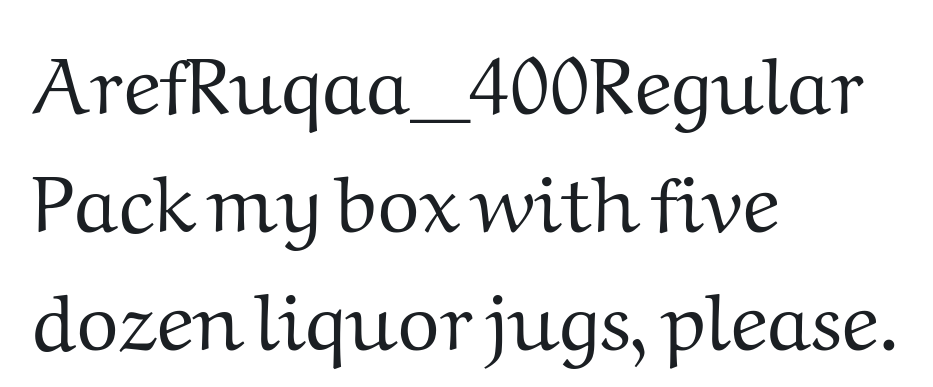 ArefRuqaa_400Regular
Pack my box with five
dozen liquor jugs, please.